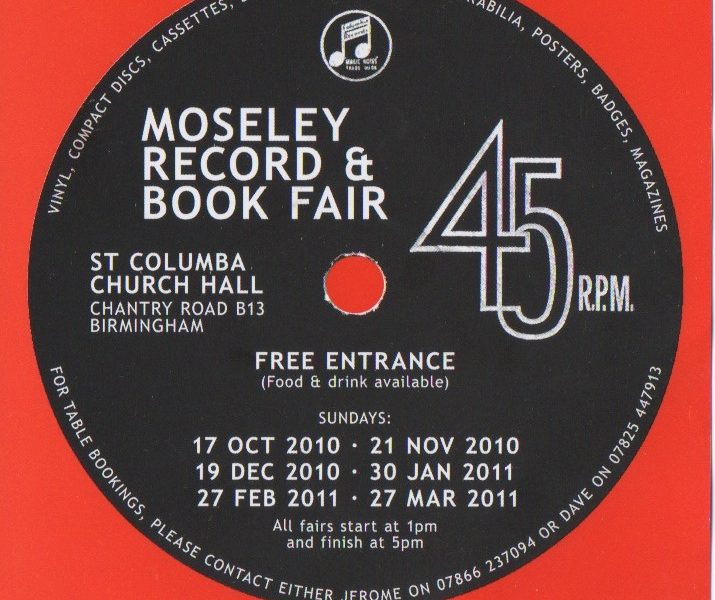 VINYL, COMPACT DISCS, CASSETTES,
POSTERS, BADGES, MAGAZINES
MAGIC NOTES
MOSELEY
RECORD &
BOOK FAIR
45
R.P.M.
ST COLUMBA
CHURCH HALL
CHANTRY ROAD B13
BIRMINGHAM
FREE ENTRANCE
(Food & drink available)
SUNDAYS:
17 OCT 2010 · 21 NOV 2010
19 DEC 2010 · 30 JAN 2011
27 FEB 2011 · 27 MAR 2011
All fairs start at 1pm
and finish at 5pm
FOR TABLE BOOKINGS, PLEASE CONTACT EITHER JEROME ON 07866 237094 OR DAVE ON 07825 447913